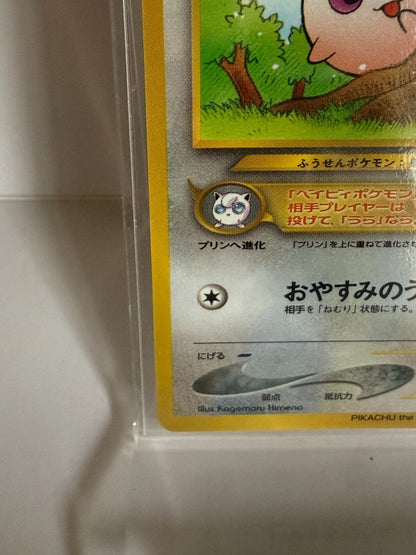 ふうせんポケモン
「ベイビィポケモン
相手プレイヤーは、
投げて、「うら」なら、
プリンへ進化
「プリン」を上に重ねて進化さ
おやすみのう
相手を「ねむり」状態にする。
にげる
弱点 抵抗力
Illus. Kagemaru Himeno
PIKACHU the